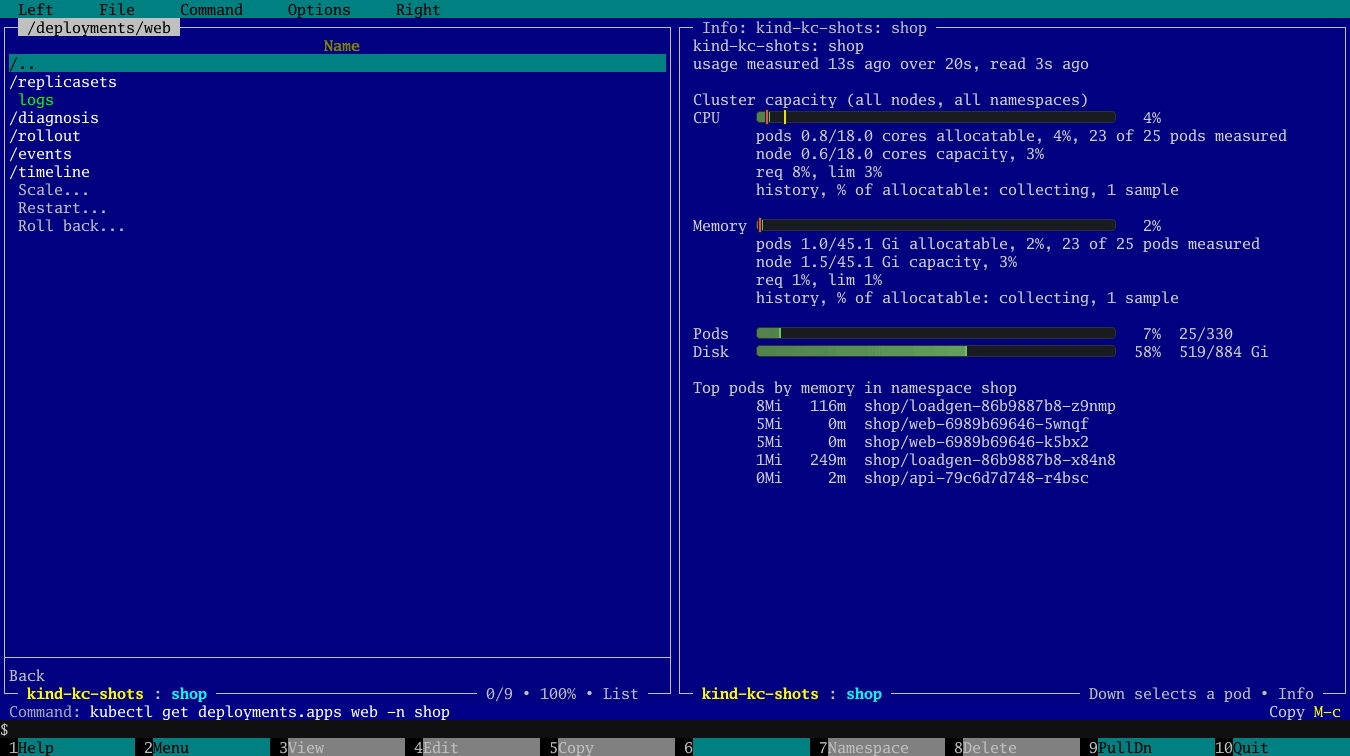 Left File Command Options Right
/deployments/web
Name
/..
/replicasets
logs
/diagnosis
/rollout
/events
/timeline
Scale...
Restart...
Roll back...
Back
kind-kc-shots : shop 0/9 • 100% • List
Info: kind-kc-shots: shop
kind-kc-shots: shop
usage measured 13s ago over 20s, read 3s ago
Cluster capacity (all nodes, all namespaces)
CPU 4%
pods 0.8/18.0 cores allocatable, 4%, 23 of 25 pods measured
node 0.6/18.0 cores capacity, 3%
req 8%, lim 3%
history, % of allocatable: collecting, 1 sample
Memory 2%
pods 1.0/45.1 Gi allocatable, 2%, 23 of 25 pods measured
node 1.5/45.1 Gi capacity, 3%
req 1%, lim 1%
history, % of allocatable: collecting, 1 sample
Pods 7% 25/330
Disk 58% 519/884 Gi
Top pods by memory in namespace shop
8Mi 116m shop/loadgen-86b9887b8-z9nmp
5Mi 0m shop/web-6989b69646-5wnqf
5Mi 0m shop/web-6989b69646-k5bx2
1Mi 249m shop/loadgen-86b9887b8-x84n8
0Mi 2m shop/api-79c6d7d748-r4bsc
kind-kc-shots : shop Down selects a pod • Info
Command: kubectl get deployments.apps web -n shop Copy M-c
$
1Help 2Menu 3View 4Edit 5Copy 6 7Namespace 8Delete 9PullDn 10Quit